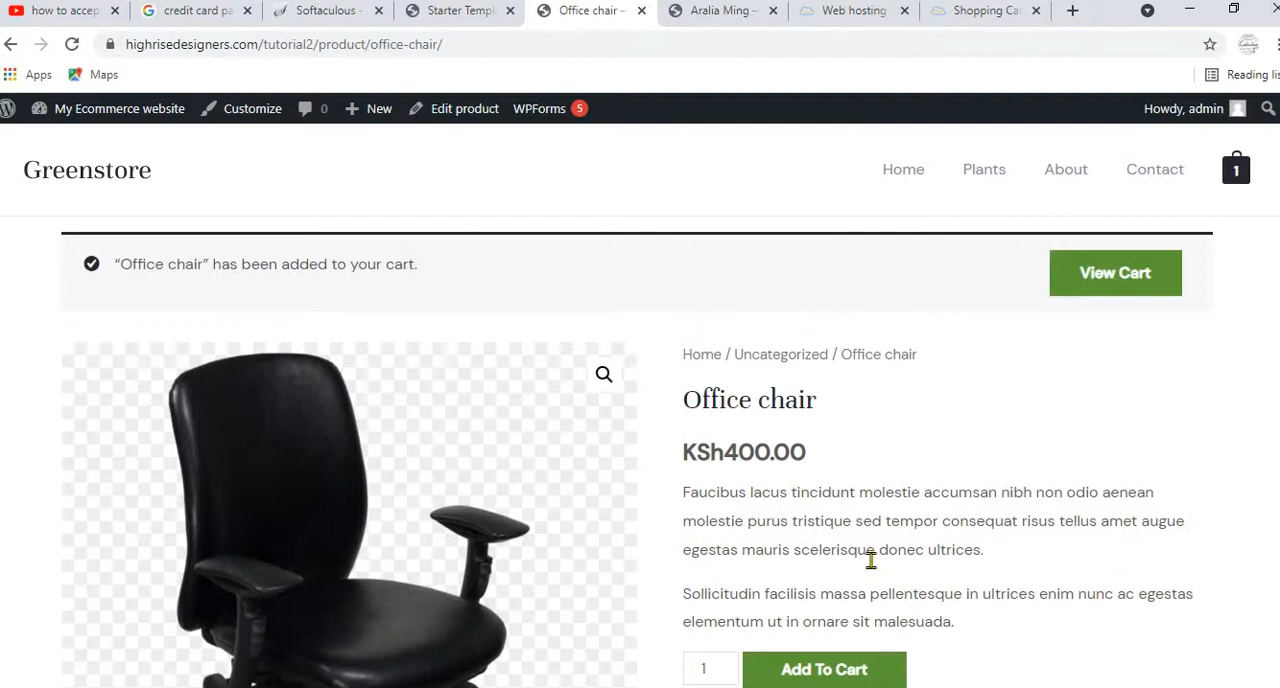 how to accept
credit card pa
Softaculous -
Starter Templ
Office chair –
Aralia Ming –
Web hosting
Shopping Ca
highrisedesigners.com/tutorial2/product/office-chair/
Apps
Maps
Reading lis
My Ecommerce website
Customize
0
New
Edit product
WPForms
5
Howdy, admin
Greenstore
Home
Plants
About
Contact
1
“Office chair” has been added to your cart.
View Cart
Home / Uncategorized / Office chair
Office chair
KSh400.00
Faucibus lacus tincidunt molestie accumsan nibh non odio aenean
molestie purus tristique sed tempor consequat risus tellus amet augue
egestas mauris scelerisque donec ultrices.
Sollicitudin facilisis massa pellentesque in ultrices enim nunc ac egestas
elementum ut in ornare sit malesuada.
1
Add To Cart